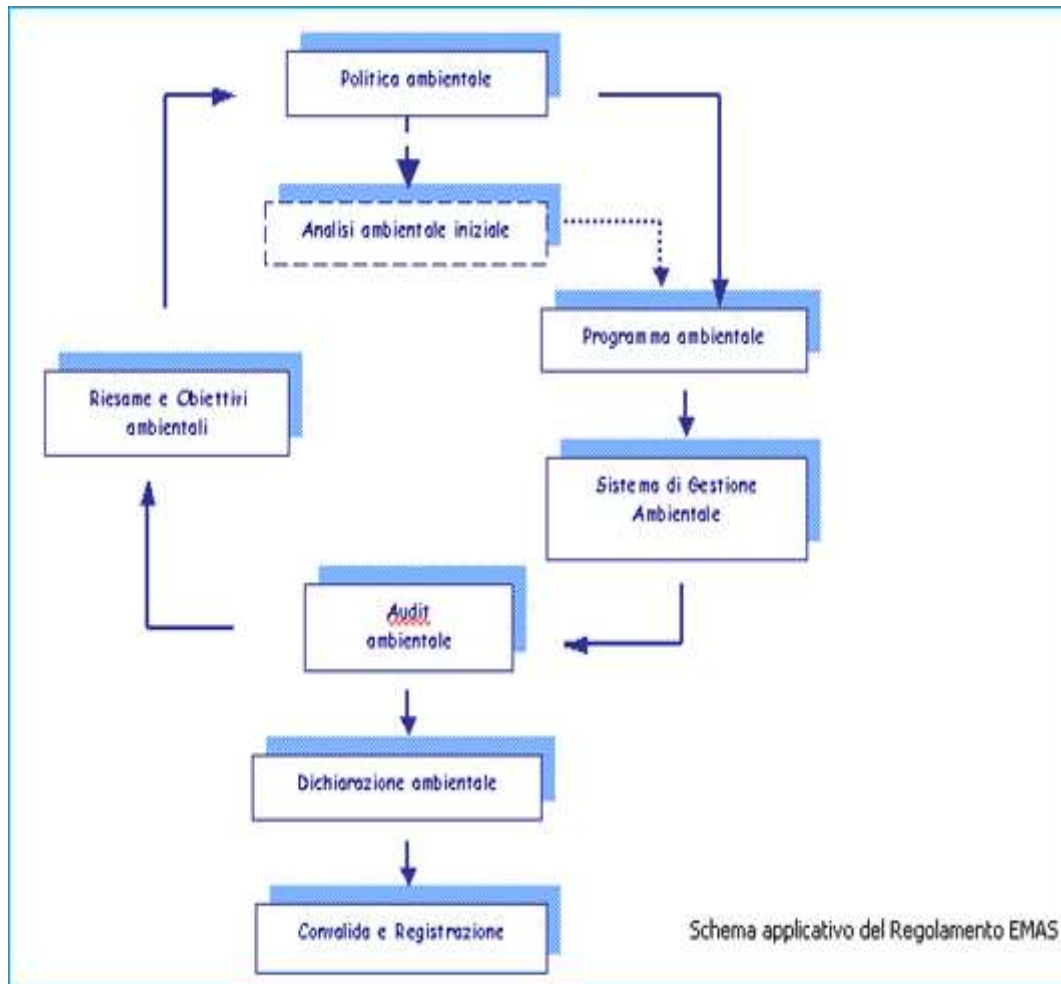 Politica ambientale
Analisi ambientale iniziale
Programma ambientale
Riesame e Obiettivi
ambientali
Sistema di Gestione
Ambientale
Audit
ambientale
Dichiarazione ambientale
Convalida e Registrazione
Schema applicativo del Regolamento EMAS